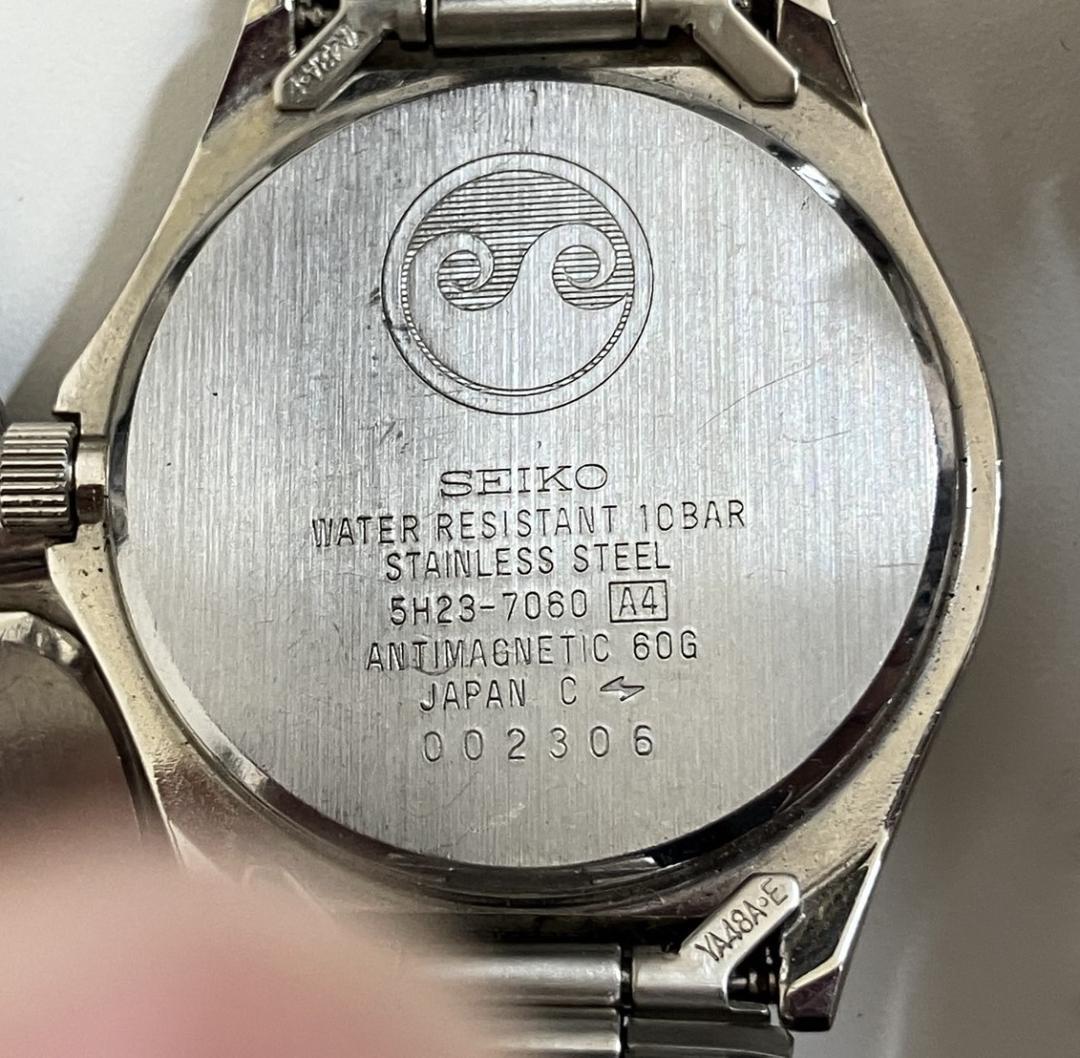 SEIKO
WATER RESISTANT 10BAR
STAINLESS STEEL
5H23-7060 A4
ANTIMAGNETIC 60G
JAPAN C
002306
YA48A•E